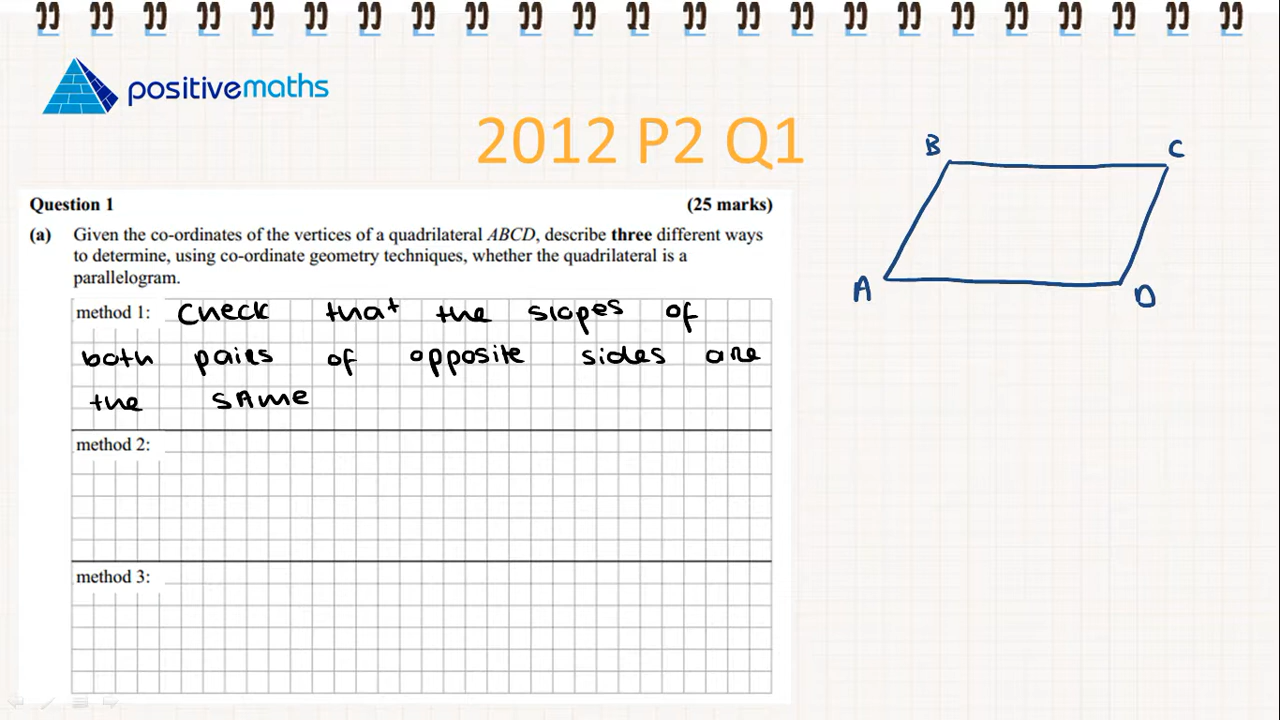 positivemaths
2012 P2 Q1
Question 1 (25 marks)
(a) Given the co-ordinates of the vertices of a quadrilateral ABCD, describe three different ways
to determine, using co-ordinate geometry techniques, whether the quadrilateral is a
parallelogram.
method 1: Check that the slopes of
both pairs of opposite sides are
the SAme
method 2:
method 3:
B C
A D